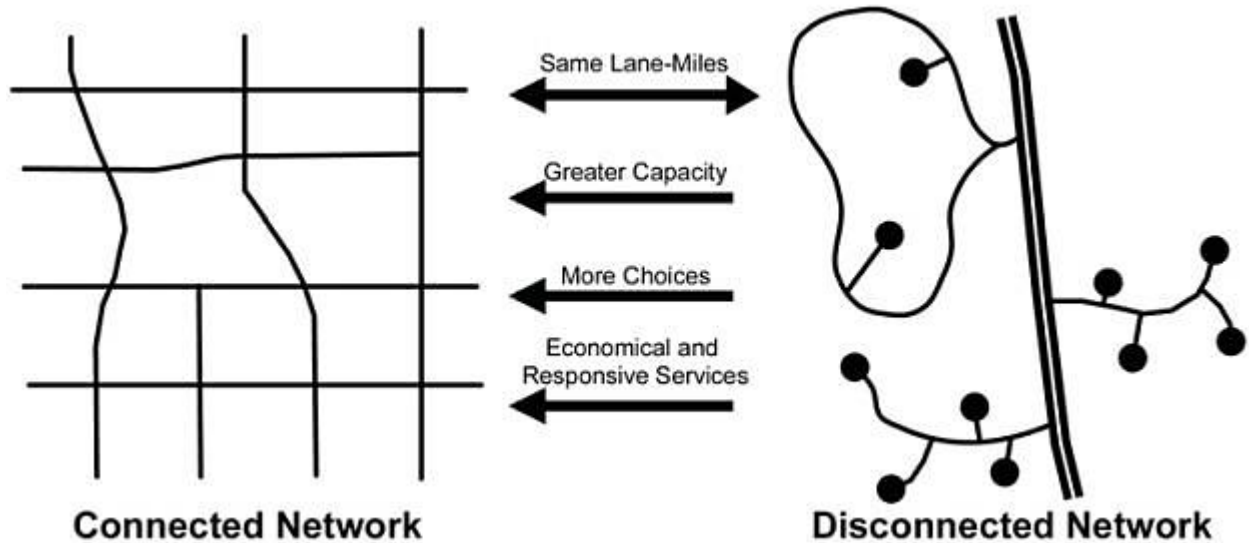 Same Lane-Miles
Greater Capacity
More Choices
Economical and
Responsive Services
Connected Network
Disconnected Network